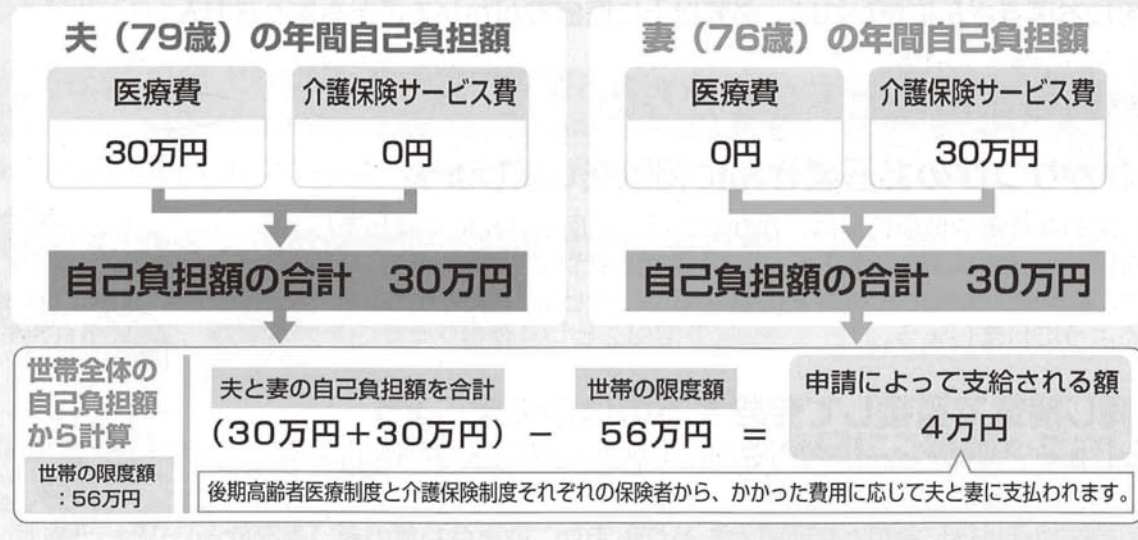 夫（79歳）の年間自己負担額
医療費
30万円
介護保険サービス費
0円
自己負担額の合計　30万円
妻（76歳）の年間自己負担額
医療費
0円
介護保険サービス費
30万円
自己負担額の合計　30万円
世帯全体の
自己負担額
から計算
世帯の限度額
：56万円
夫と妻の自己負担額を合計
（30万円＋30万円）
－
世帯の限度額
56万円
＝
申請によって支給される額
4万円
後期高齢者医療制度と介護保険制度それぞれの保険者から、かかった費用に応じて夫と妻に支払われます。